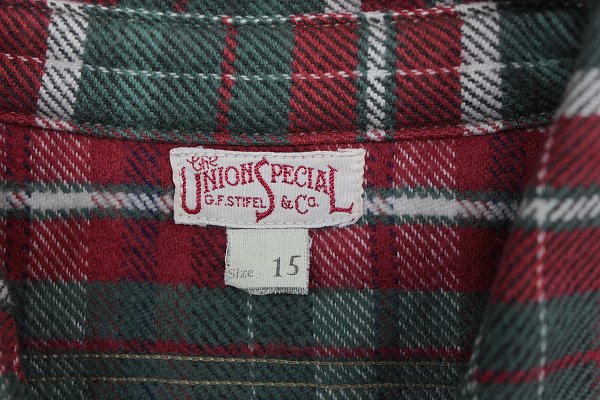 the
UNION SPECIAL
G.F. STIFEL & Co.
Size 15